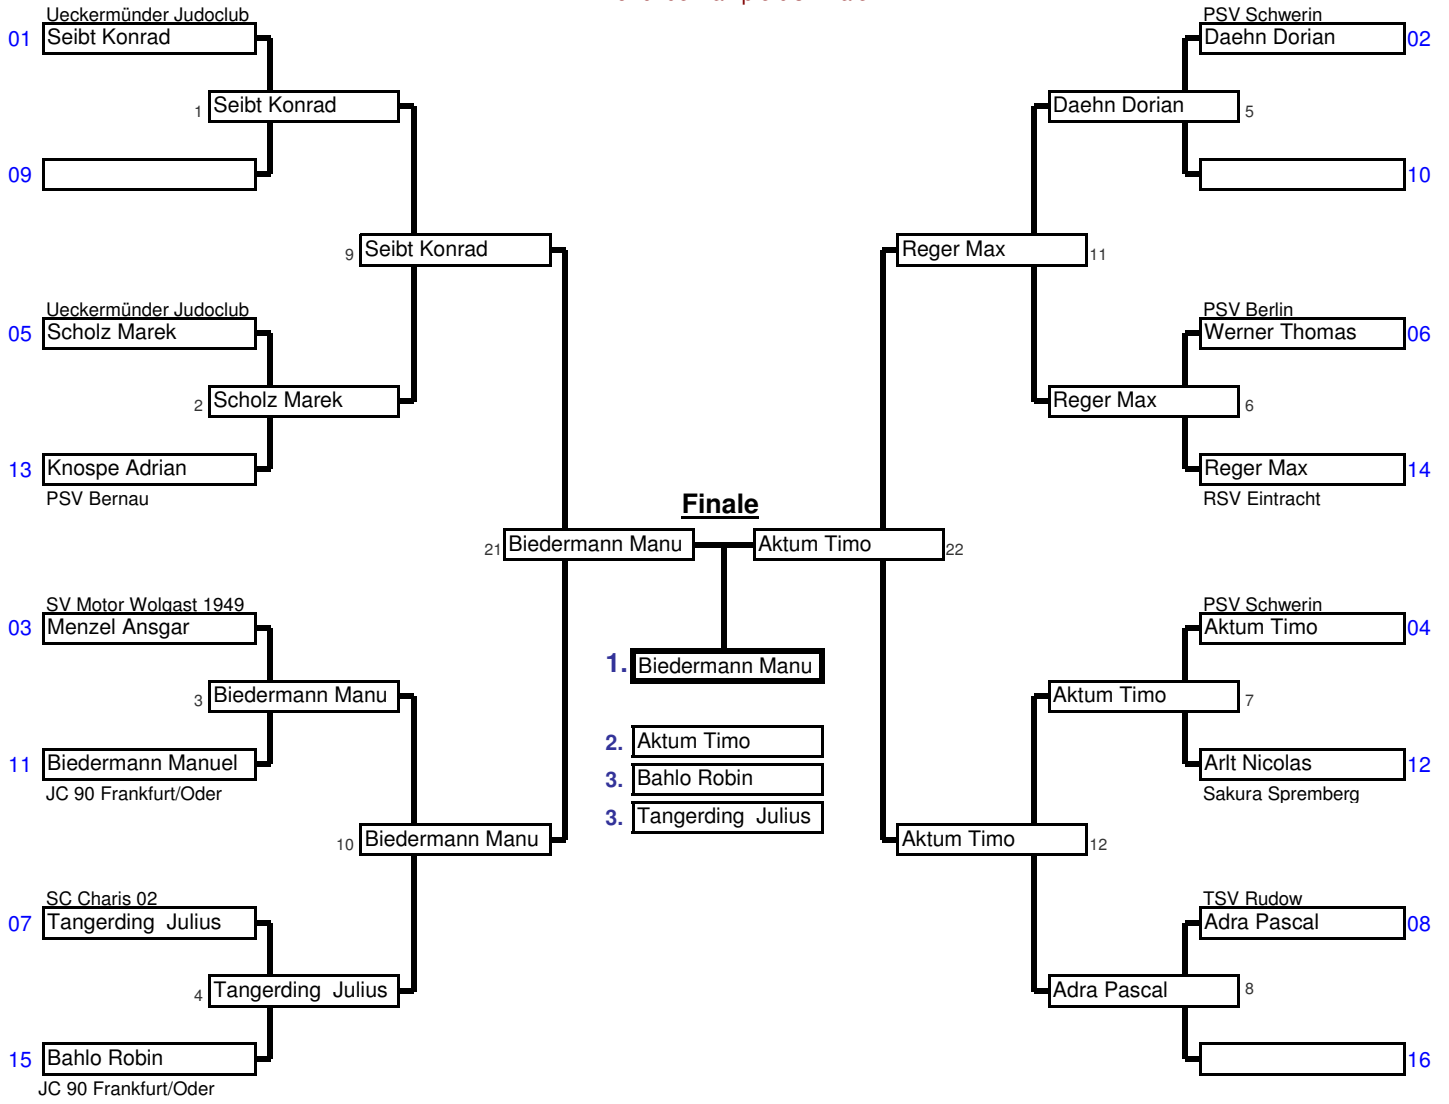 Ueckermünder Judoclub
01 Seibt Konrad
1 Seibt Konrad
09
9 Seibt Konrad
Ueckermünder Judoclub
05 Scholz Marek
2 Scholz Marek
13 Knospe Adrian
PSV Bernau
21 Biedermann Manu
SV Motor Wolgast 1949
03 Menzel Ansgar
3 Biedermann Manu
11 Biedermann Manuel
JC 90 Frankfurt/Oder
10 Biedermann Manu
SC Charis 02
07 Tangerding Julius
4 Tangerding Julius
15 Bahlo Robin
JC 90 Frankfurt/Oder
Finale
1. Biedermann Manu
2. Aktum Timo
3. Bahlo Robin
3. Tangerding Julius
PSV Schwerin
Daehn Dorian 02
Daehn Dorian 5
10
Reger Max 11
PSV Berlin
Werner Thomas 06
Reger Max 6
Reger Max 14
RSV Eintracht
Aktum Timo 22
PSV Schwerin
Aktum Timo 04
Aktum Timo 7
Arlt Nicolas 12
Sakura Spremberg
Aktum Timo 12
TSV Rudow
Adra Pascal 08
Adra Pascal 8
16